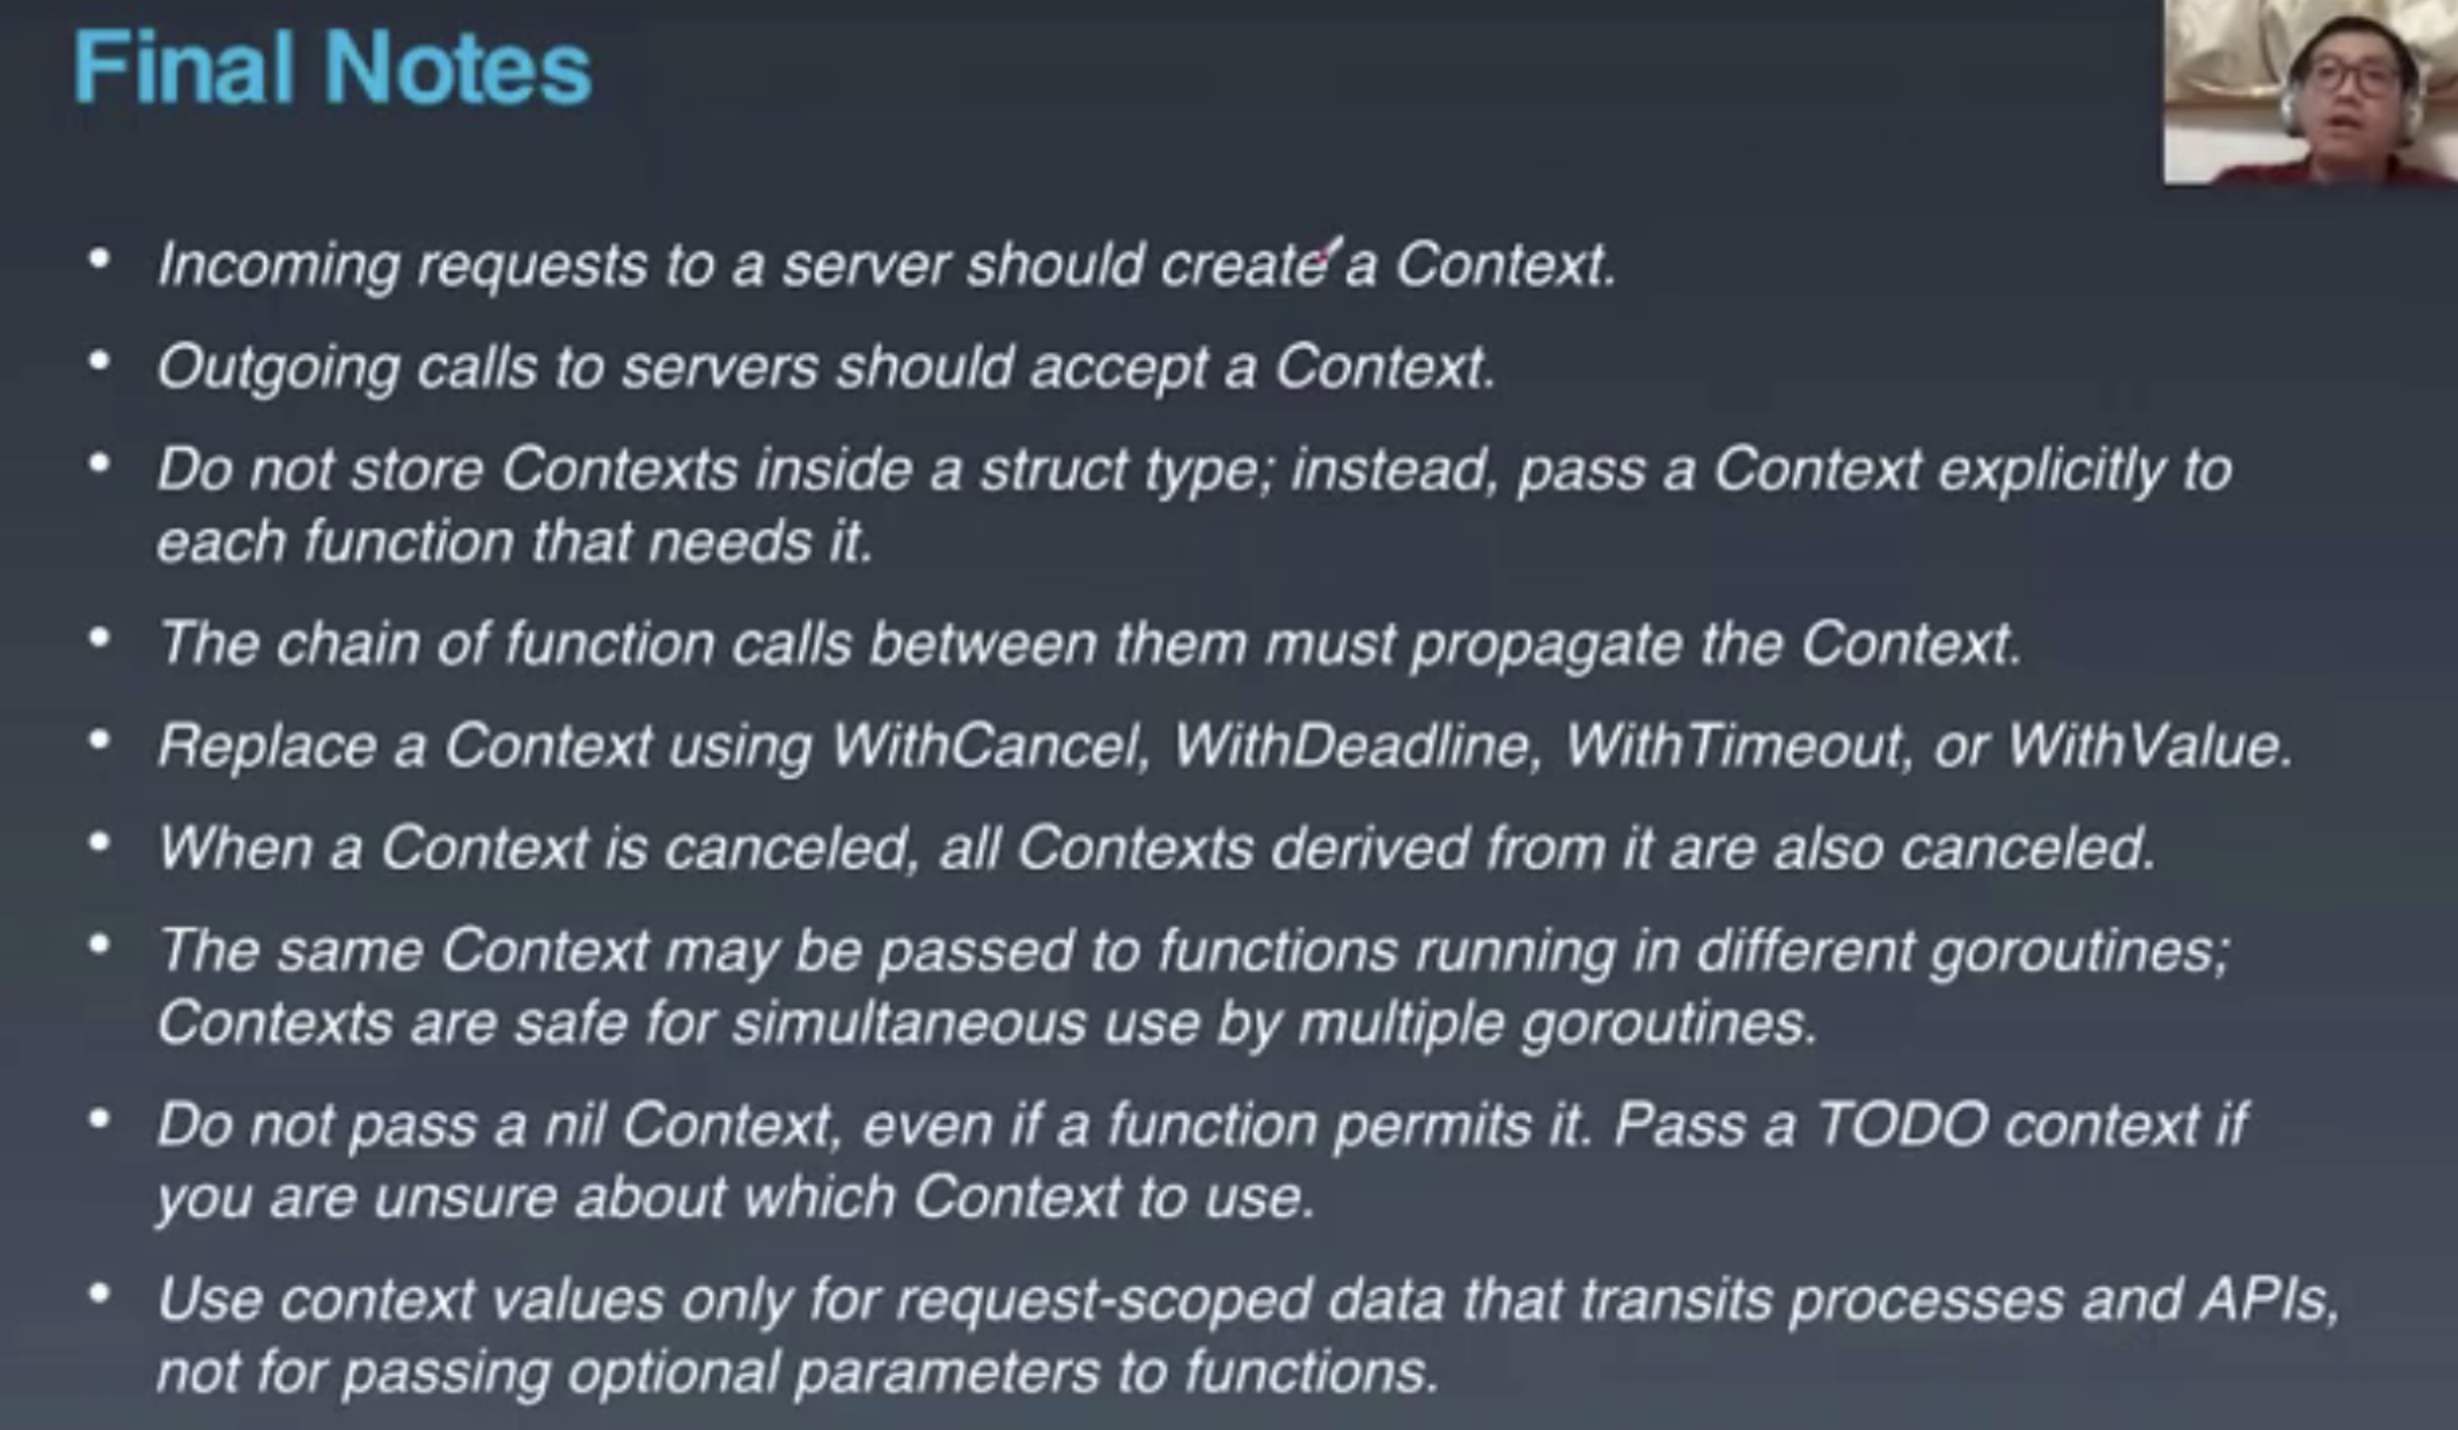 Final Notes
• Incoming requests to a server should create a Context.
• Outgoing calls to servers should accept a Context.
• Do not store Contexts inside a struct type; instead, pass a Context explicitly to
each function that needs it.
• The chain of function calls between them must propagate the Context.
• Replace a Context using WithCancel, WithDeadline, WithTimeout, or WithValue.
• When a Context is canceled, all Contexts derived from it are also canceled.
• The same Context may be passed to functions running in different goroutines;
Contexts are safe for simultaneous use by multiple goroutines.
• Do not pass a nil Context, even if a function permits it. Pass a TODO context if
you are unsure about which Context to use.
• Use context values only for request-scoped data that transits processes and APIs,
not for passing optional parameters to functions.